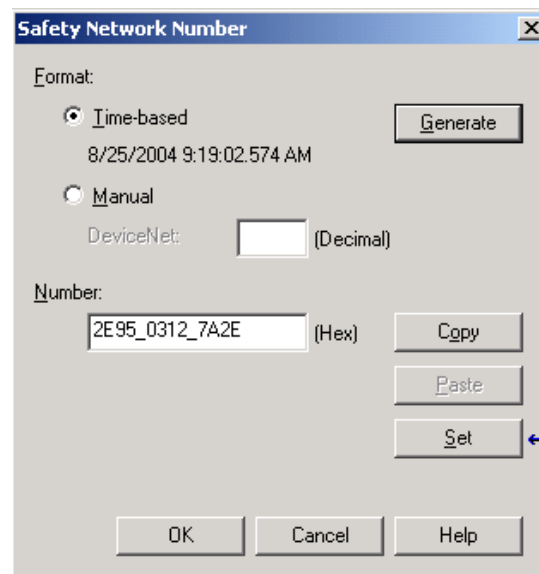 Safety Network Number
Format:
Time-based
Generate
8/25/2004 9:19:02.574 AM
Manual
DeviceNet:
(Decimal)
Number:
2E95_0312_7A2E
(Hex)
Copy
Paste
Set
OK
Cancel
Help